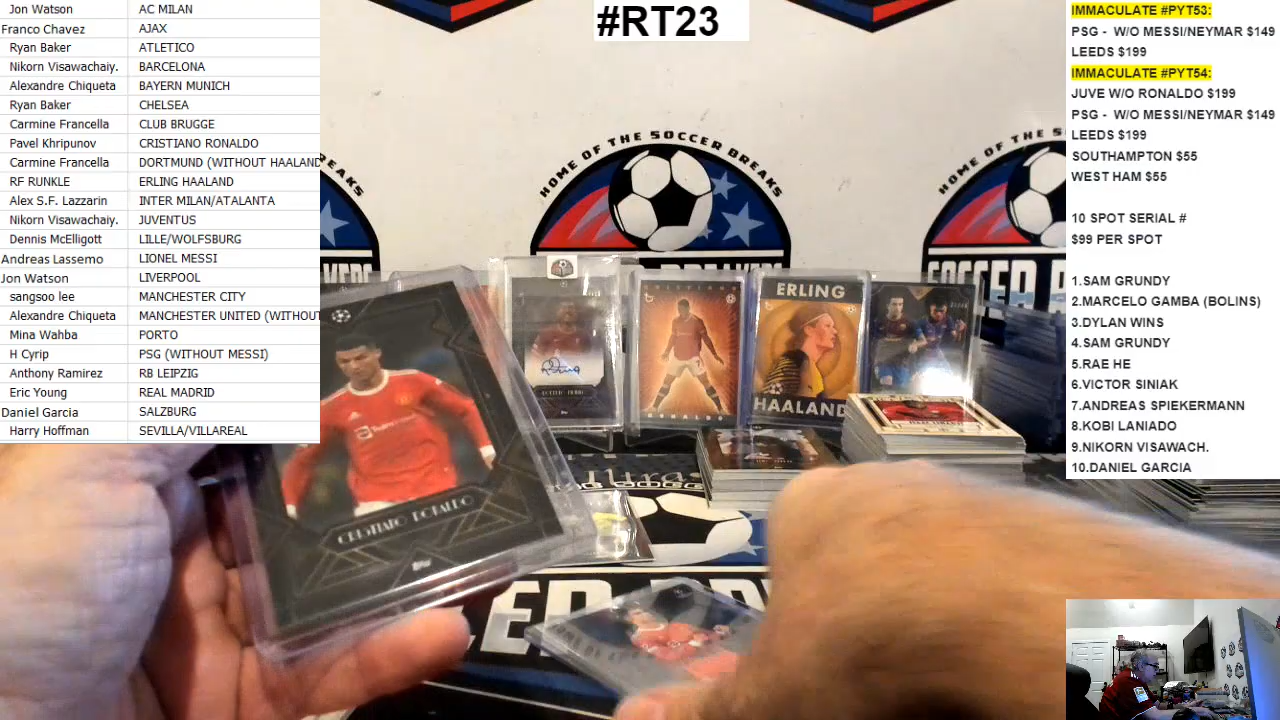 Jon Watson AC MILAN
Franco Chavez AJAX
Ryan Baker ATLETICO
Nikorn Visawachaiy. BARCELONA
Alexandre Chiqueta BAYERN MUNICH
Ryan Baker CHELSEA
Carmine Francella CLUB BRUGGE
Pavel Khripunov CRISTIANO RONALDO
Carmine Francella DORTMUND (WITHOUT HAALAND
RF RUNKLE ERLING HAALAND
Alex S.F. Lazzarin INTER MILAN/ATALANTA
Nikorn Visawachaiy. JUVENTUS
Dennis McElligott LILLE/WOLFSBURG
Andreas Lassemo LIONEL MESSI
Jon Watson LIVERPOOL
sangsoo lee MANCHESTER CITY
Alexandre Chiqueta MANCHESTER UNITED (WITHOUT
Mina Wahba PORTO
H Cyrip PSG (WITHOUT MESSI)
Anthony Ramirez RB LEIPZIG
Eric Young REAL MADRID
Daniel Garcia SALZBURG
Harry Hoffman SEVILLA/VILLAREAL
#RT23
HOME OF THE SOCCER BREAKS
ERLING
HAALAND
RONALDO
CRISTIANO RONALDO
IMMACULATE #PYT53:
PSG - W/O MESSI/NEYMAR $149
LEEDS $199
IMMACULATE #PYT54:
JUVE W/O RONALDO $199
PSG - W/O MESSI/NEYMAR $149
LEEDS $199
SOUTHAMPTON $55
WEST HAM $55
10 SPOT SERIAL #
$99 PER SPOT
1.SAM GRUNDY
2.MARCELO GAMBA (BOLINS)
3.DYLAN WINS
4.SAM GRUNDY
5.RAE HE
6.VICTOR SINIAK
7.ANDREAS SPIEKERMANN
8.KOBI LANIADO
9.NIKORN VISAWACH.
10.DANIEL GARCIA